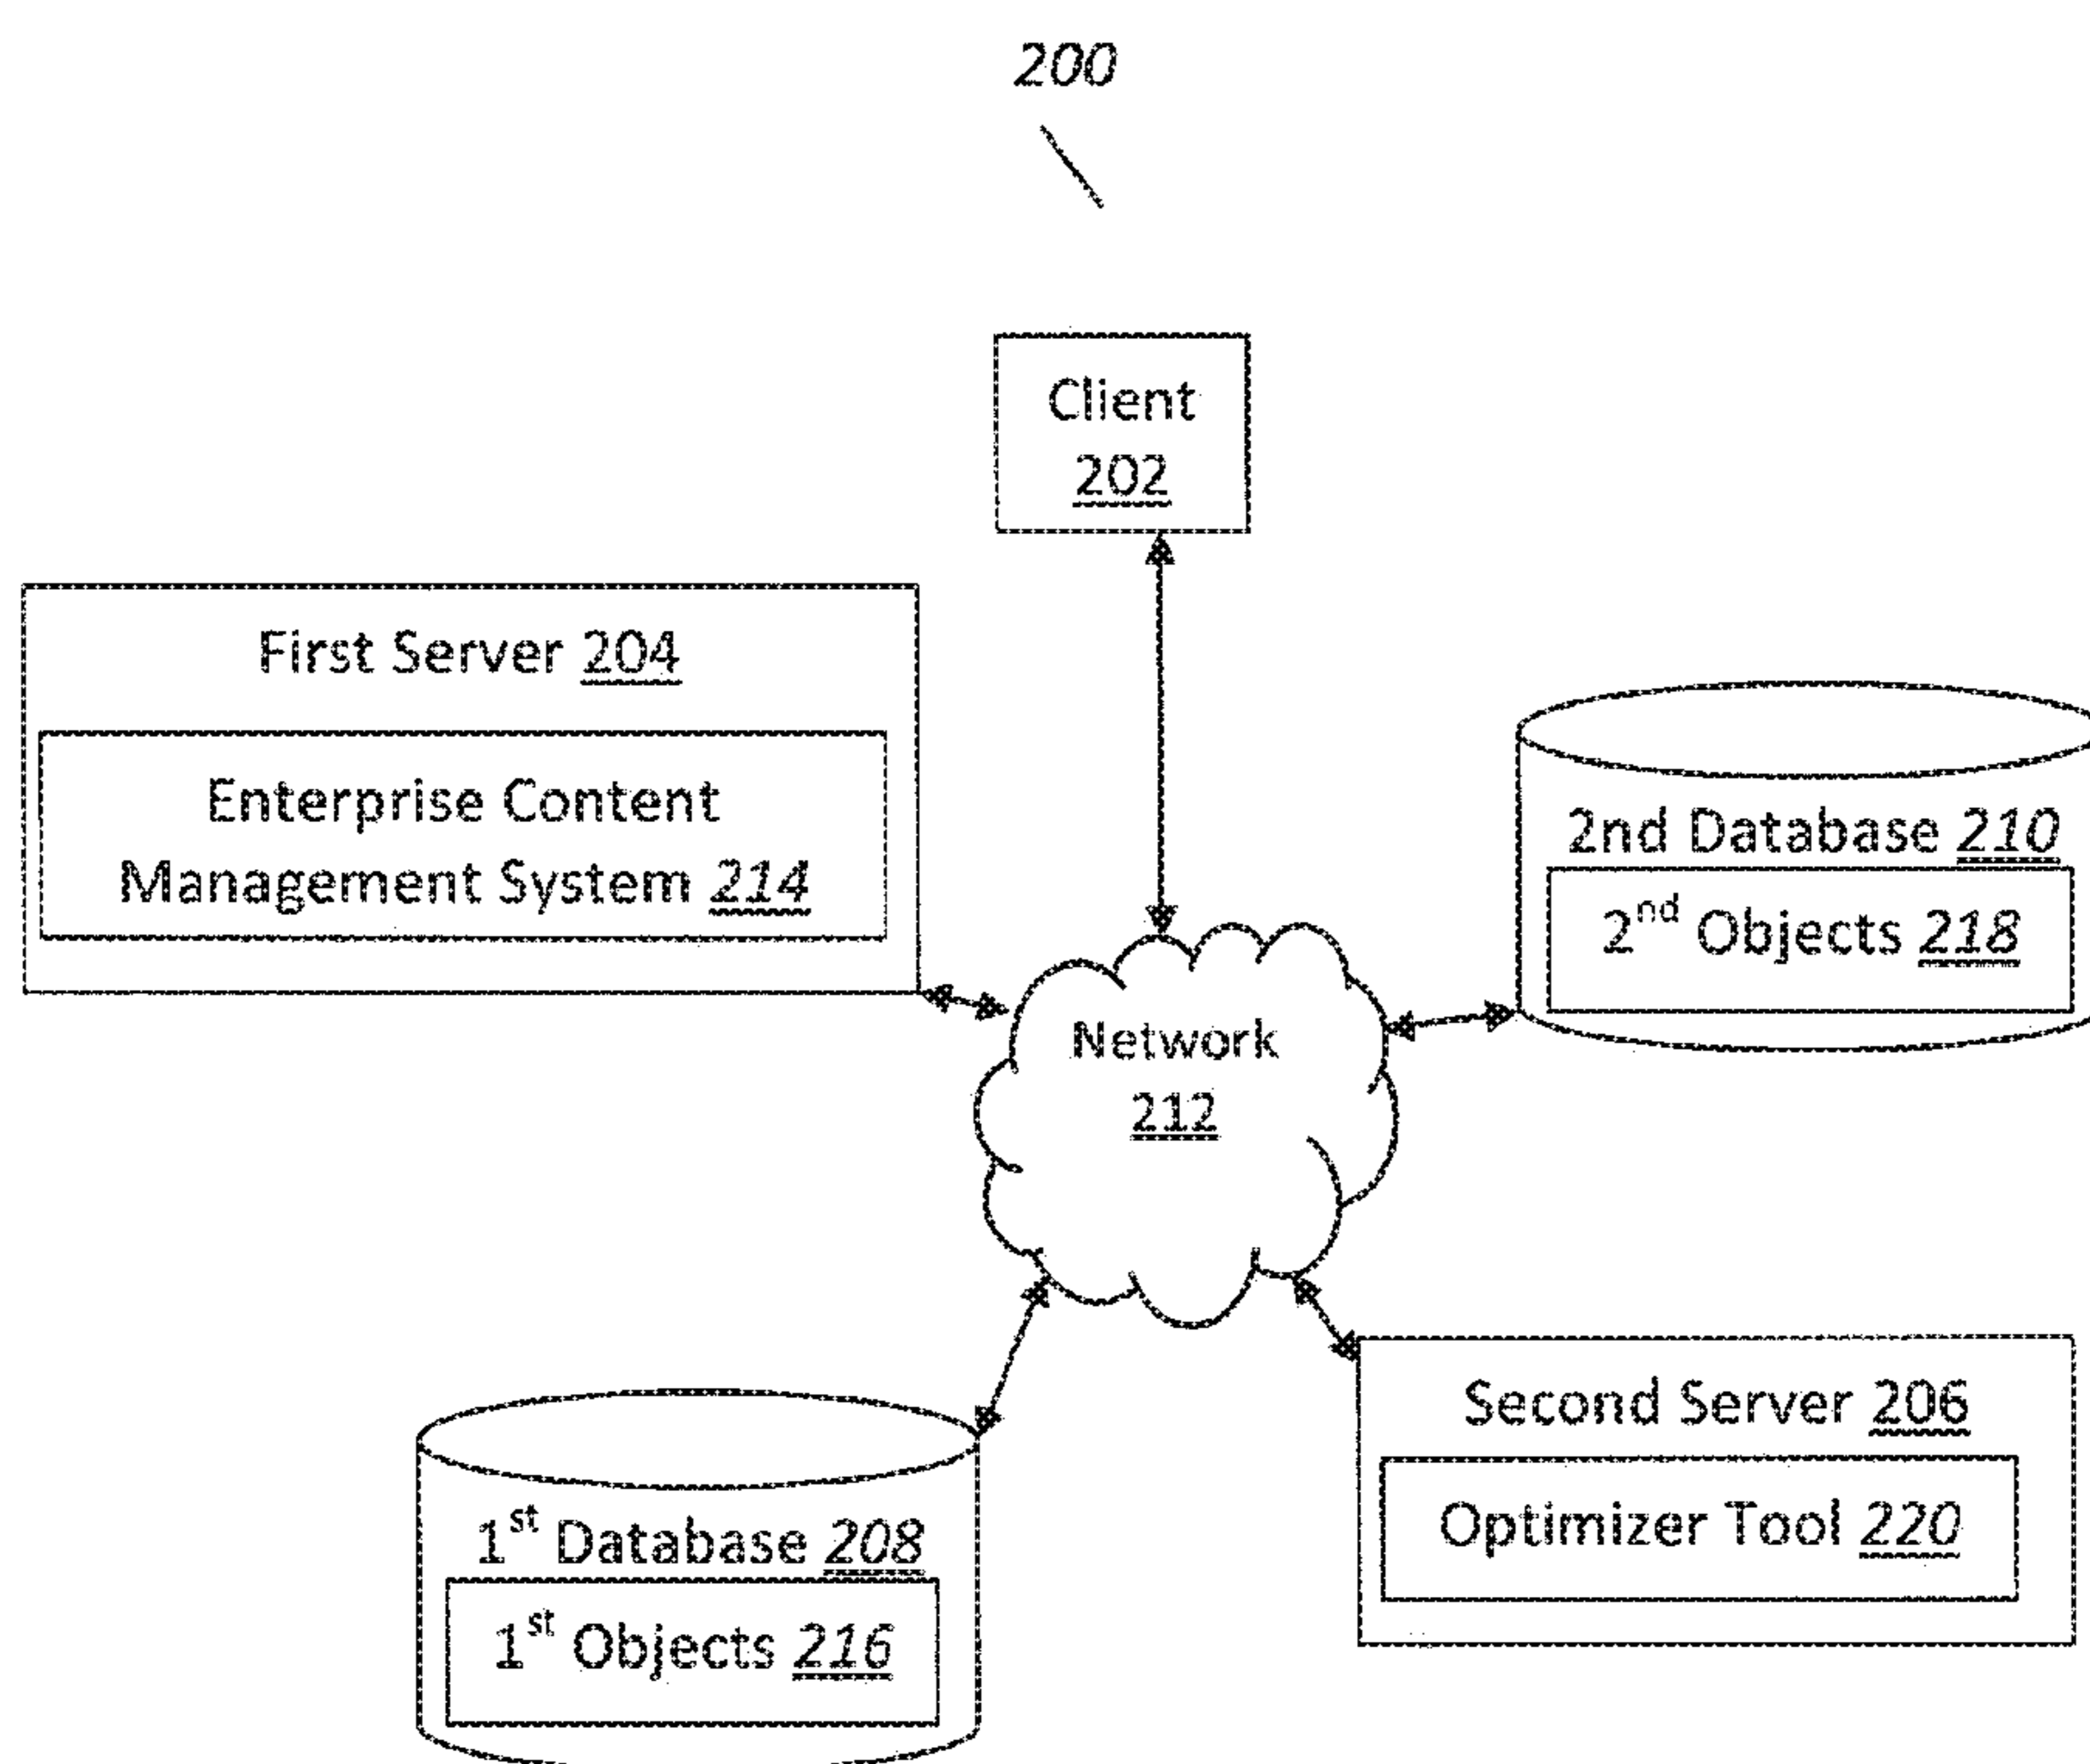 200
Client
202
First Server 204
Enterprise Content
Management System 214
2nd Database 210
2nd Objects 218
Network
212
1st Database 208
1st Objects 216
Second Server 206
Optimizer Tool 220